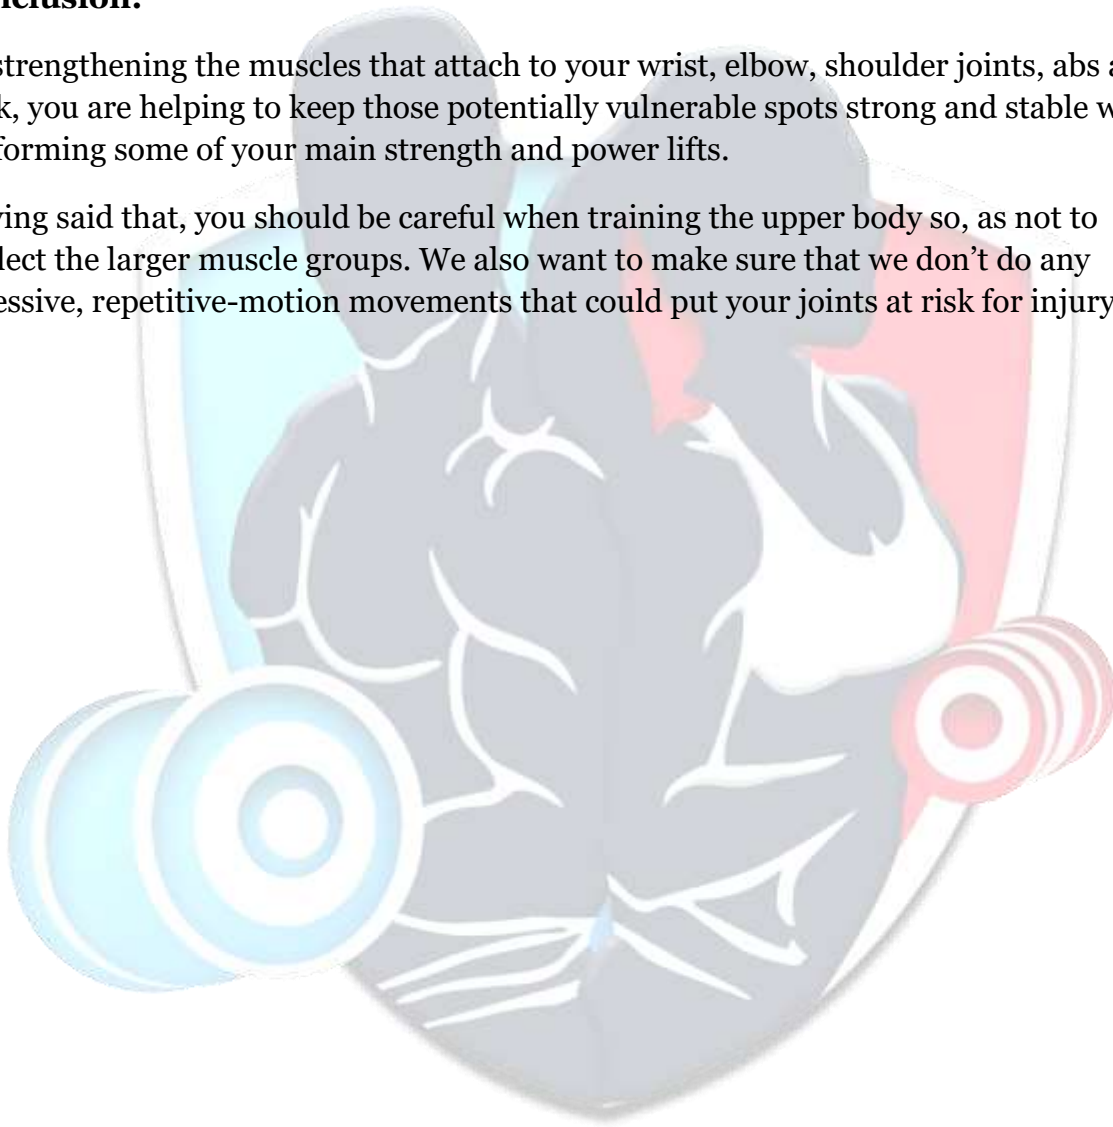 nclusion:
strengthening the muscles that attach to your wrist, elbow, shoulder joints, abs a
k, you are helping to keep those potentially vulnerable spots strong and stable w
forming some of your main strength and power lifts.
ving said that, you should be careful when training the upper body so, as not to
lect the larger muscle groups. We also want to make sure that we don’t do any
essive, repetitive-motion movements that could put your joints at risk for injury